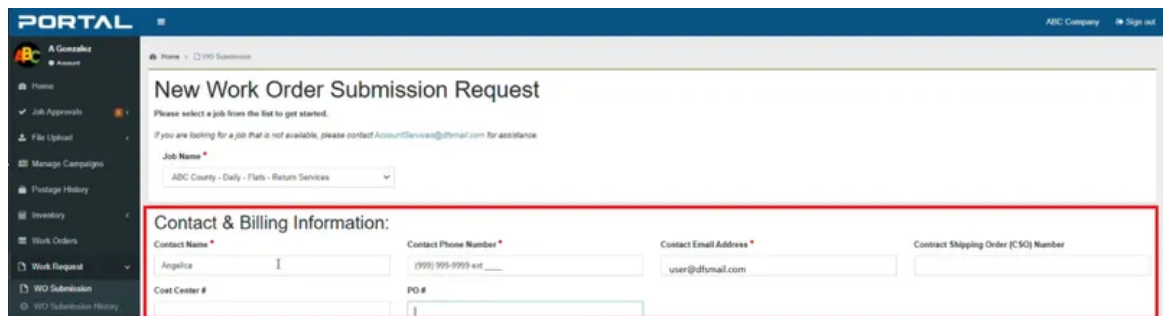 PORTAL
ABC Company Sign out
ABC
A Gonzalez
Account
Home
Job Approvals
File Upload
Manage Campaigns
Postage History
Inventory
Work Orders
Work Request
WO Submission
WO Submission History
Home WO Submission
New Work Order Submission Request
Please select a job from the list to get started.
If you are looking for a job that is not available, please contact AccountServices@dfsmail.com for assistance.
Job Name *
ABC County - Daily - Flats - Return Services
Contact & Billing Information:
Contact Name * Contact Phone Number * Contact Email Address * Contract Shipping Order (CSO) Number
Angelica (999) 999-9999 ext ____ user@dfsmail.com
Cost Center # PO #